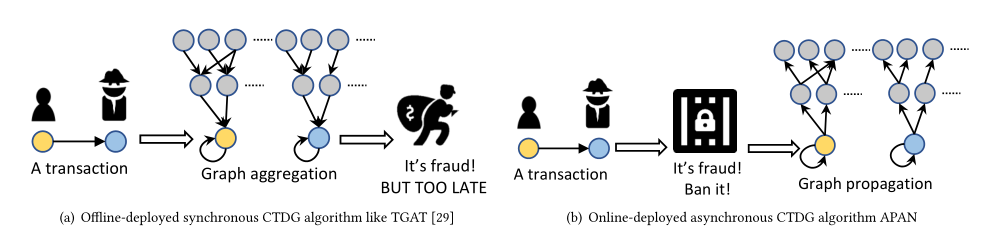 A transaction
Graph aggregation
$
It's fraud!
BUT TOO LATE
A transaction
It's fraud!
Ban it!
Graph propagation
(a) Offline-deployed synchronous CTDG algorithm like TGAT [29]
(b) Online-deployed asynchronous CTDG algorithm APAN